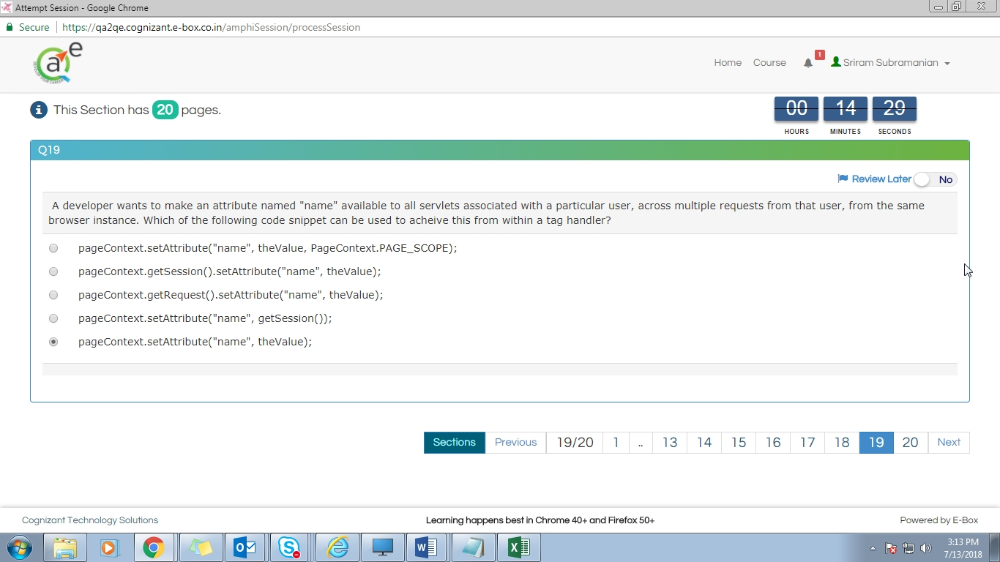 Attempt Session - Google Chrome
Secure https://qa2qe.cognizant.e-box.co.in/amphiSession/processSession
a e
Home Course 1 Sriram Subramanian
i This Section has 20 pages.
00 14 29
HOURS MINUTES SECONDS
Q19
Review Later No
A developer wants to make an attribute named "name" available to all servlets associated with a particular user, across multiple requests from that user, from the same
browser instance. Which of the following code snippet can be used to acheive this from within a tag handler?
pageContext.setAttribute("name", theValue, PageContext.PAGE_SCOPE);
pageContext.getSession().setAttribute("name", theValue);
pageContext.getRequest().setAttribute("name", theValue);
pageContext.setAttribute("name", getSession());
pageContext.setAttribute("name", theValue);
Sections Previous 19/20 1 .. 13 14 15 16 17 18 19 20 Next
Cognizant Technology Solutions Learning happens best in Chrome 40+ and Firefox 50+ Powered by E-Box
3:13 PM
7/13/2018